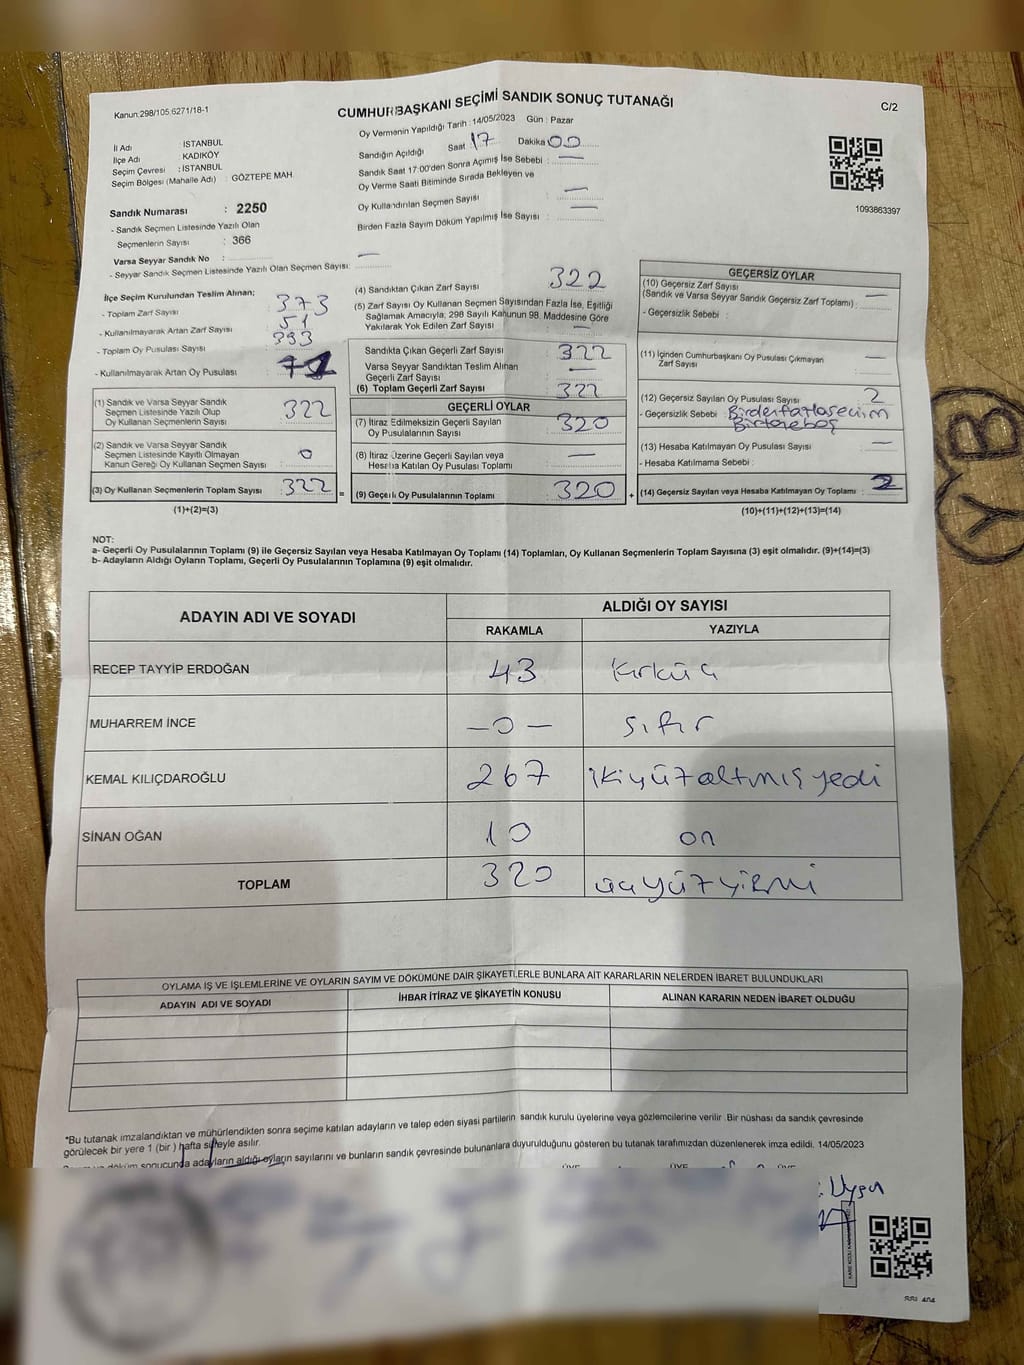 Kanun:298/105.6271/18-1
CUMHURBAŞKANI SEÇİMİ SANDIK SONUÇ TUTANAĞI
C/2
İl Adı İSTANBUL
İlçe Adı KADIKÖY
Seçim Çevresi : İSTANBUL
Seçim Bölgesi (Mahalle Adı) : GÖZTEPE MAH.
Oy Vermenin Yapıldığı Tarih : 14/05/2023 Gün : Pazar
Sandığın Açıldığı Saat 17 Dakika 00
Sandık Saat 17:00'den Sonra Açımış İse Sebebi : —
Oy Verme Saati Bitiminde Sırada Bekleyen ve
Oy Kullandırılan Seçmen Sayısı : —
Birden Fazla Sayım Döküm Yapılmış İse Sayısı : —
1093863397
Sandık Numarası : 2250
- Sandık Seçmen Listesinde Yazılı Olan
Seçmenlerin Sayısı : 366
Varsa Seyyar Sandık No : —
- Seyyar Sandık Seçmen Listesinde Yazılı Olan Seçmen Sayısı:
İlçe Seçim Kurulundan Teslim Alınan;
- Toplam Zarf Sayısı 373
- Kullanılmayarak Artan Zarf Sayısı 51
- Toplam Oy Pusulası Sayısı 393
- Kullanılmayarak Artan Oy Pusulası 71
(1) Sandık ve Varsa Seyyar Sandık
Seçmen Listesinde Yazılı Olup
Oy Kullanan Seçmenlerin Sayısı 322
(2) Sandık ve Varsa Seyyar Sandık
Seçmen Listesinde Kayıtlı Olmayan
Kanun Gereği Oy Kullanan Seçmen Sayısı : 0
(3) Oy Kullanan Seçmenlerin Toplam Sayısı 322 =
(1)+(2)=(3)
(4) Sandıktan Çıkan Zarf Sayısı 322
(5) Zarf Sayısı Oy Kullanan Seçmen Sayısından Fazla İse, Eşitliği
Sağlamak Amacıyla, 298 Sayılı Kanunun 98. Maddesine Göre
Yakılarak Yok Edilen Zarf Sayısı : —
Sandıkta Çıkan Geçerli Zarf Sayısı 322
Varsa Seyyar Sandıktan Teslim Alınan
Geçerli Zarf Sayısı : —
(6) Toplam Geçerli Zarf Sayısı 322
GEÇERLİ OYLAR
(7) İtiraz Edilmeksizin Geçerli Sayılan
Oy Pusulalarının Sayısı : 320
(8) İtiraz Üzerine Geçerli Sayılan veya
Hesaba Katılan Oy Pusulası Toplamı : —
(9) Geçerli Oy Pusulalarının Toplamı : 320 +
GEÇERSİZ OYLAR
(10) Geçersiz Zarf Sayısı
(Sandık ve Varsa Seyyar Sandık Geçersiz Zarf Toplamı) : —
- Geçersizlik Sebebi :
(11) İçinden Cumhurbaşkanı Oy Pusulası Çıkmayan
Zarf Sayısı : —
(12) Geçersiz Sayılan Oy Pusulası Sayısı : 2
- Geçersizlik Sebebi : Birden fazla seçim
Bir tane boş
(13) Hesaba Katılmayan Oy Pusulası Sayısı : —
- Hesaba Katılmama Sebebi :
(14) Geçersiz Sayılan veya Hesaba Katılmayan Oy Toplamı : 2
(10)+(11)+(12)+(13)=(14)
NOT:
a- Geçerli Oy Pusulalarının Toplamı (9) ile Geçersiz Sayılan veya Hesaba Katılmayan Oy Toplamı (14) Toplamları, Oy Kullanan Seçmenlerin Toplam Sayısına (3) eşit olmalıdır. (9)+(14)=(3)
b- Adayların Aldığı Oyların Toplamı, Geçerli Oy Pusulalarının Toplamına (9) eşit olmalıdır.
ADAYIN ADI VE SOYADI ALDIĞI OY SAYISI
RAKAMLA YAZIYLA
RECEP TAYYİP ERDOĞAN 43 kırküç
MUHARREM İNCE —0— sıfır
KEMAL KILIÇDAROĞLU 267 ikiyüzaltmışyedi
SİNAN OĞAN 10 on
TOPLAM 320 üçyüzyirmi
OYLAMA İŞ VE İŞLEMLERİNE VE OYLARIN SAYIM VE DÖKÜMÜNE DAİR ŞİKAYETLERLE BUNLARA AİT KARARLARIN NELERDEN İBARET BULUNDUKLARI
ADAYIN ADI VE SOYADI İHBAR İTİRAZ VE ŞİKAYETİN KONUSU ALINAN KARARIN NEDEN İBARET OLDUĞU
*Bu tutanak imzalandıktan ve mühürlendikten sonra seçime katılan adayların ve talep eden siyasi partilerin sandık kurulu üyelerine veya gözlemcilerine verilir. Bir nüshası da sandık çevresinde
görülecek bir yere 1 (bir) hafta süreyle asılır.
döküm sonucunda adayların aldığı oyların sayılarını ve bunların sandık çevresinde bulunanlara duyurulduğunu gösteren bu tutanak tarafımızdan düzenlenerek imza edildi. 14/05/2023
ÜYE ÜYE ÜYE
Uygun
YB